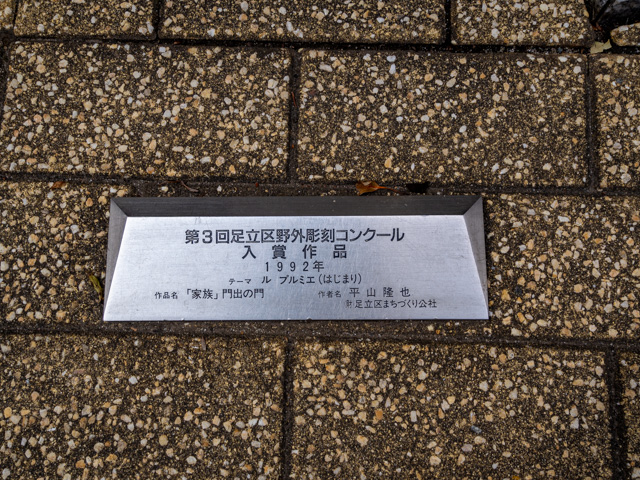 第3回足立区野外彫刻コンクール
入賞作品
1992年
テーマ ル プルミエ(はじまり)
作品名 「家族」門出の門 作者名 平山隆也
足立区まちづくり公社